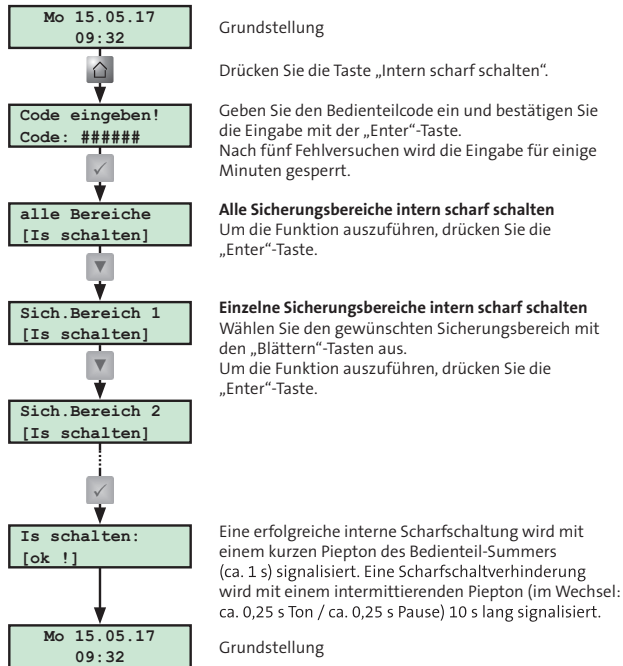 Mo 15.05.17
09:32
Grundstellung
Drücken Sie die Taste „Intern scharf schalten“.
Code eingeben!
Code: ######
Geben Sie den Bedienteilcode ein und bestätigen Sie
die Eingabe mit der „Enter“-Taste.
Nach fünf Fehlversuchen wird die Eingabe für einige
Minuten gesperrt.
alle Bereiche
[Is schalten]
Alle Sicherungsbereiche intern scharf schalten
Um die Funktion auszuführen, drücken Sie die
„Enter“-Taste.
Sich.Bereich 1
[Is schalten]
Einzelne Sicherungsbereiche intern scharf schalten
Wählen Sie den gewünschten Sicherungsbereich mit
den „Blättern“-Tasten aus.
Um die Funktion auszuführen, drücken Sie die
„Enter“-Taste.
Sich.Bereich 2
[Is schalten]
Is schalten:
[ok !]
Eine erfolgreiche interne Scharfschaltung wird mit
einem kurzen Piepton des Bedienteil-Summers
(ca. 1 s) signalisiert. Eine Scharfschaltverhinderung
wird mit einem intermittierenden Piepton (im Wechsel:
ca. 0,25 s Ton / ca. 0,25 s Pause) 10 s lang signalisiert.
Mo 15.05.17
09:32
Grundstellung